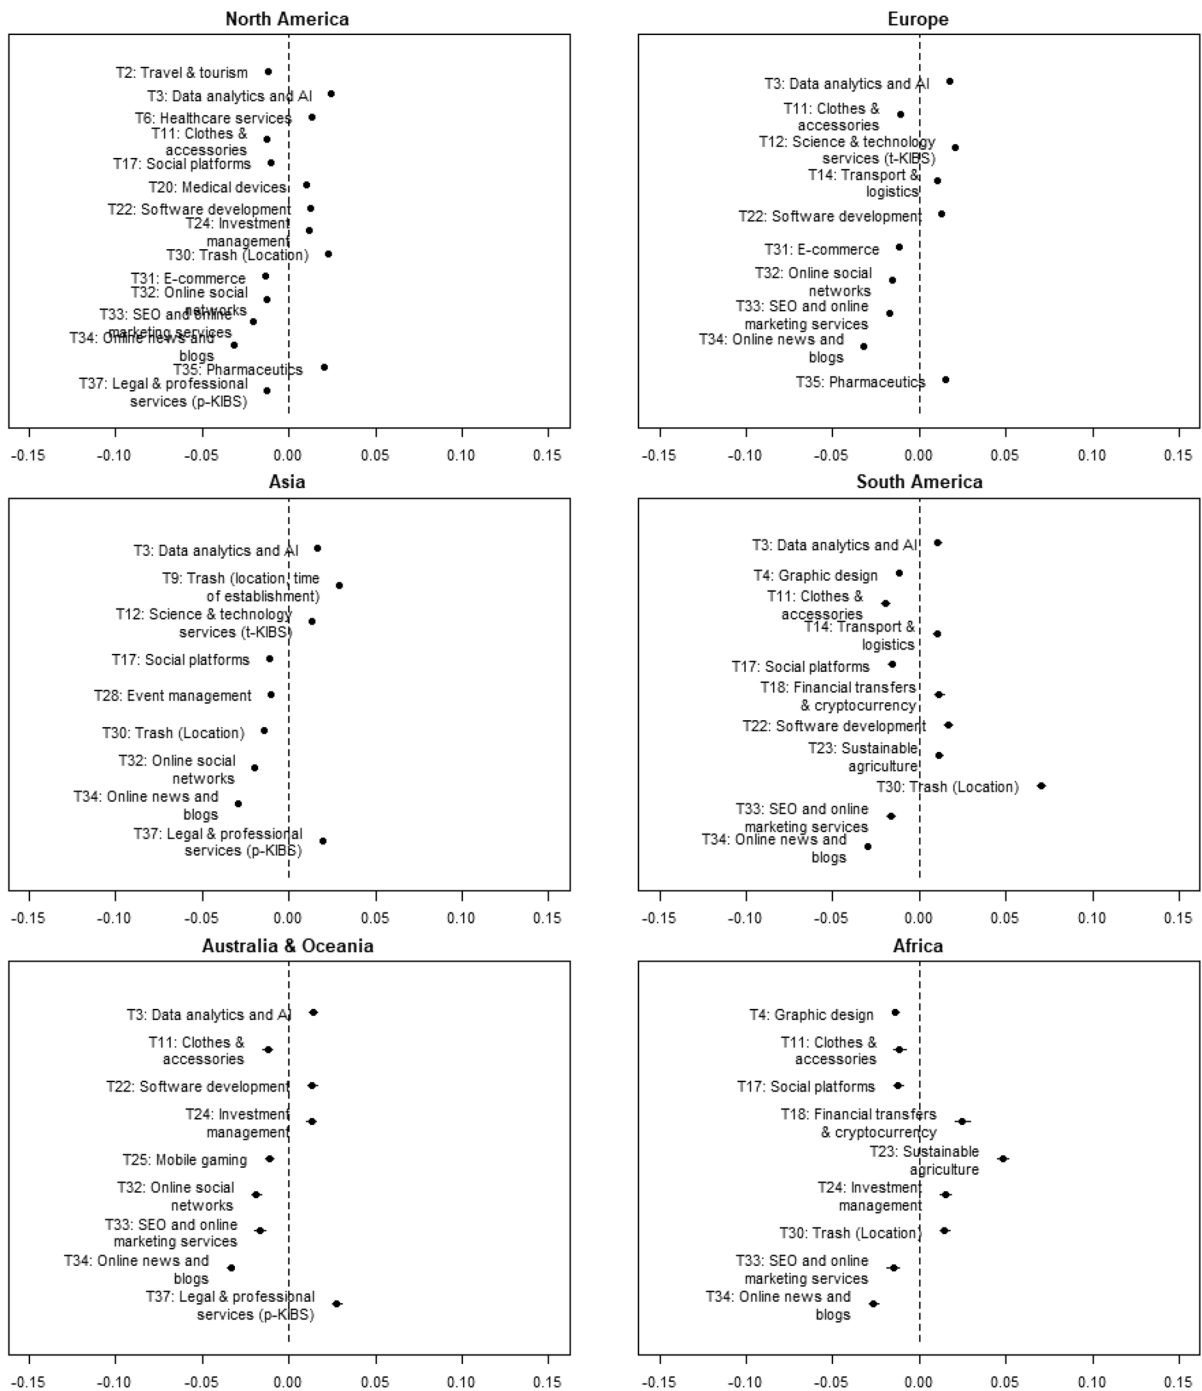 North America
T2: Travel & tourism
T3: Data analytics and AI
T6: Healthcare services
T11: Clothes &
accessories
T17: Social platforms
T20: Medical devices
T22: Software development
T24: Investment
management
T30: Trash (Location)
T31: E-commerce
T32: Online social
networks
T33: SEO and online
marketing services
T34: Online news and
blogs
T35: Pharmaceutics
T37: Legal & professional
services (p-KIBS)
-0.15 -0.10 -0.05 0.00 0.05 0.10 0.15
Europe
T3: Data analytics and AI
T11: Clothes &
accessories
T12: Science & technology
services (t-KIBS)
T14: Transport &
logistics
T22: Software development
T31: E-commerce
T32: Online social
networks
T33: SEO and online
marketing services
T34: Online news and
blogs
T35: Pharmaceutics
-0.15 -0.10 -0.05 0.00 0.05 0.10 0.15
Asia
T3: Data analytics and AI
T9: Trash (location, time
of establishment)
T12: Science & technology
services (t-KIBS)
T17: Social platforms
T28: Event management
T30: Trash (Location)
T32: Online social
networks
T34: Online news and
blogs
T37: Legal & professional
services (p-KIBS)
-0.15 -0.10 -0.05 0.00 0.05 0.10 0.15
South America
T3: Data analytics and AI
T4: Graphic design
T11: Clothes &
accessories
T14: Transport &
logistics
T17: Social platforms
T18: Financial transfers
& cryptocurrency
T22: Software development
T23: Sustainable
agriculture
T30: Trash (Location)
T33: SEO and online
marketing services
T34: Online news and
blogs
-0.15 -0.10 -0.05 0.00 0.05 0.10 0.15
Australia & Oceania
T3: Data analytics and AI
T11: Clothes &
accessories
T22: Software development
T24: Investment
management
T25: Mobile gaming
T32: Online social
networks
T33: SEO and online
marketing services
T34: Online news and
blogs
T37: Legal & professional
services (p-KIBS)
-0.15 -0.10 -0.05 0.00 0.05 0.10 0.15
Africa
T4: Graphic design
T11: Clothes &
accessories
T17: Social platforms
T18: Financial transfers
& cryptocurrency
T23: Sustainable
agriculture
T24: Investment
management
T30: Trash (Location)
T33: SEO and online
marketing services
T34: Online news and
blogs
-0.15 -0.10 -0.05 0.00 0.05 0.10 0.15